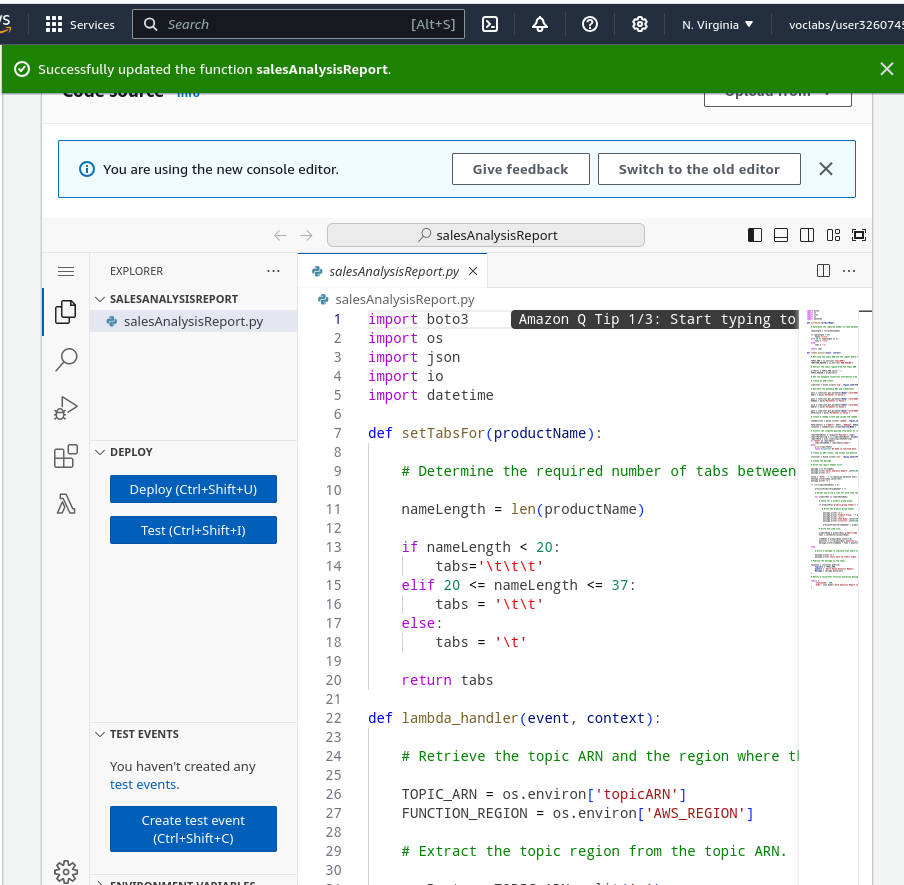 Services
Search
[Alt+S]
N. Virginia
voclabs/user3260745
Successfully updated the function salesAnalysisReport.
Code source Info
Upload from
You are using the new console editor.
Give feedback
Switch to the old editor
salesAnalysisReport
EXPLORER
SALESANALYSISREPORT
salesAnalysisReport.py
DEPLOY
Deploy (Ctrl+Shift+U)
Test (Ctrl+Shift+I)
TEST EVENTS
You haven't created any
test events.
Create test event
(Ctrl+Shift+C)
ENVIRONMENT VARIABLES
salesAnalysisReport.py
salesAnalysisReport.py
1 import boto3 Amazon Q Tip 1/3: Start typing to
2 import os
3 import json
4 import io
5 import datetime
6
7 def setTabsFor(productName):
8
9 # Determine the required number of tabs between
10
11 nameLength = len(productName)
12
13 if nameLength < 20:
14 tabs='\t\t\t'
15 elif 20 <= nameLength <= 37:
16 tabs = '\t\t'
17 else:
18 tabs = '\t'
19
20 return tabs
21
22 def lambda_handler(event, context):
23
24 # Retrieve the topic ARN and the region where th
25
26 TOPIC_ARN = os.environ['topicARN']
27 FUNCTION_REGION = os.environ['AWS_REGION']
28
29 # Extract the topic region from the topic ARN.
30